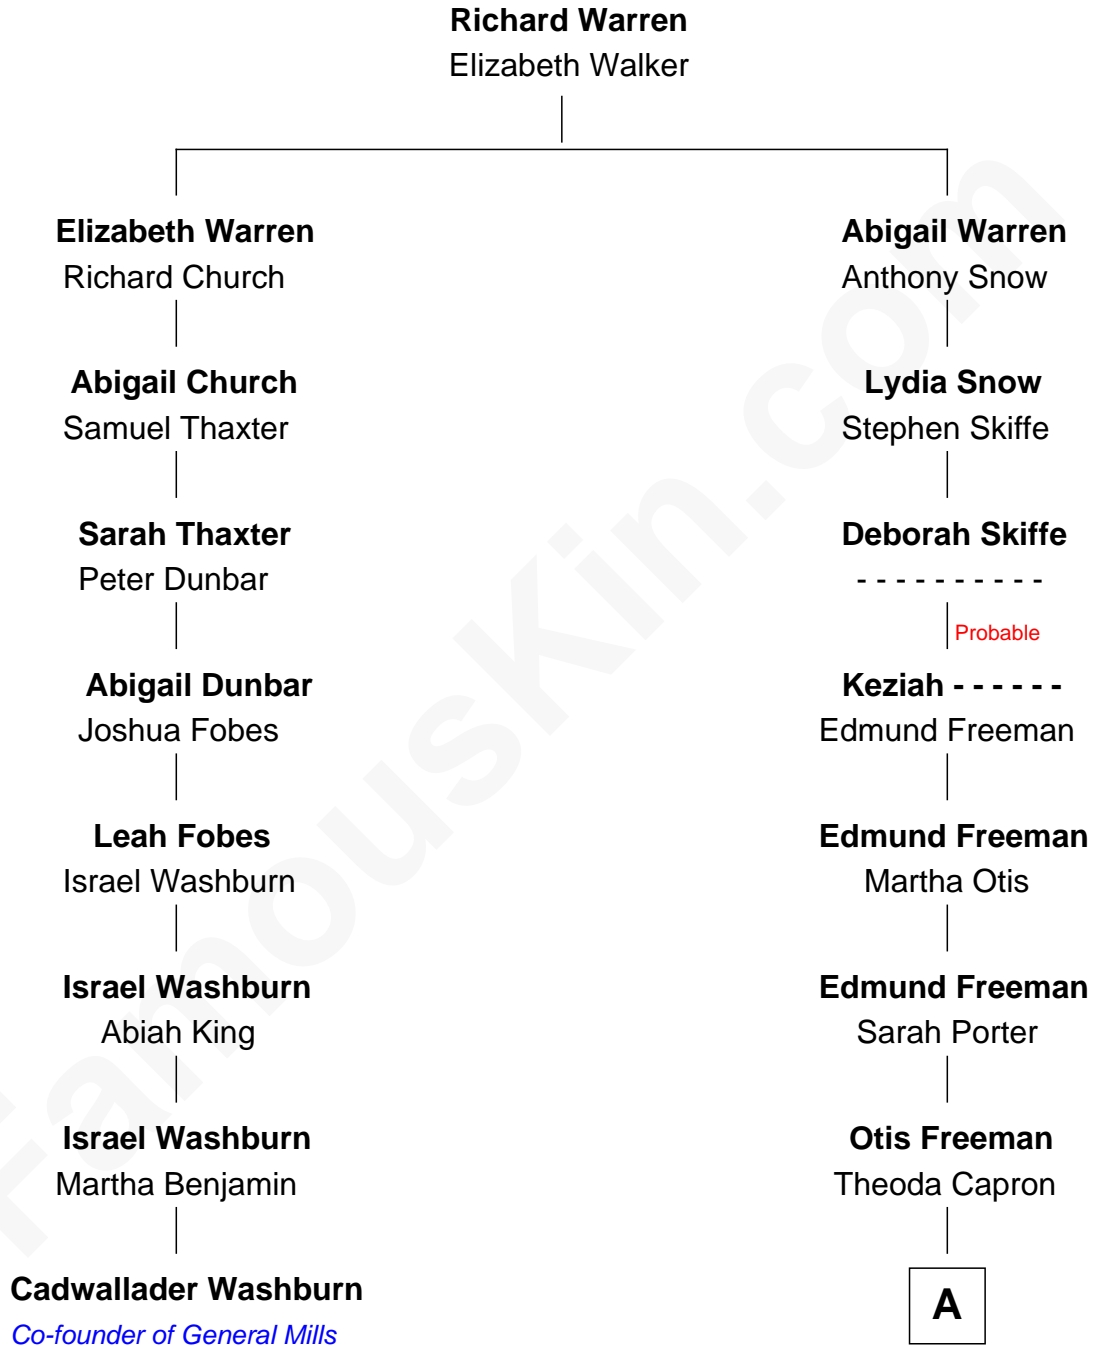 Richard Warren
Elizabeth Walker
Elizabeth Warren
Richard Church
Abigail Church
Samuel Thaxter
Sarah Thaxter
Peter Dunbar
Abigail Dunbar
Joshua Fobes
Leah Fobes
Israel Washburn
Israel Washburn
Abiah King
Israel Washburn
Martha Benjamin
Cadwallader Washburn
Co-founder of General Mills
Abigail Warren
Anthony Snow
Lydia Snow
Stephen Skiffe
Deborah Skiffe
- - - - - - - - - -
Probable
Keziah - - - - - -
Edmund Freeman
Edmund Freeman
Martha Otis
Edmund Freeman
Sarah Porter
Otis Freeman
Theoda Capron
A
FamousKin.com